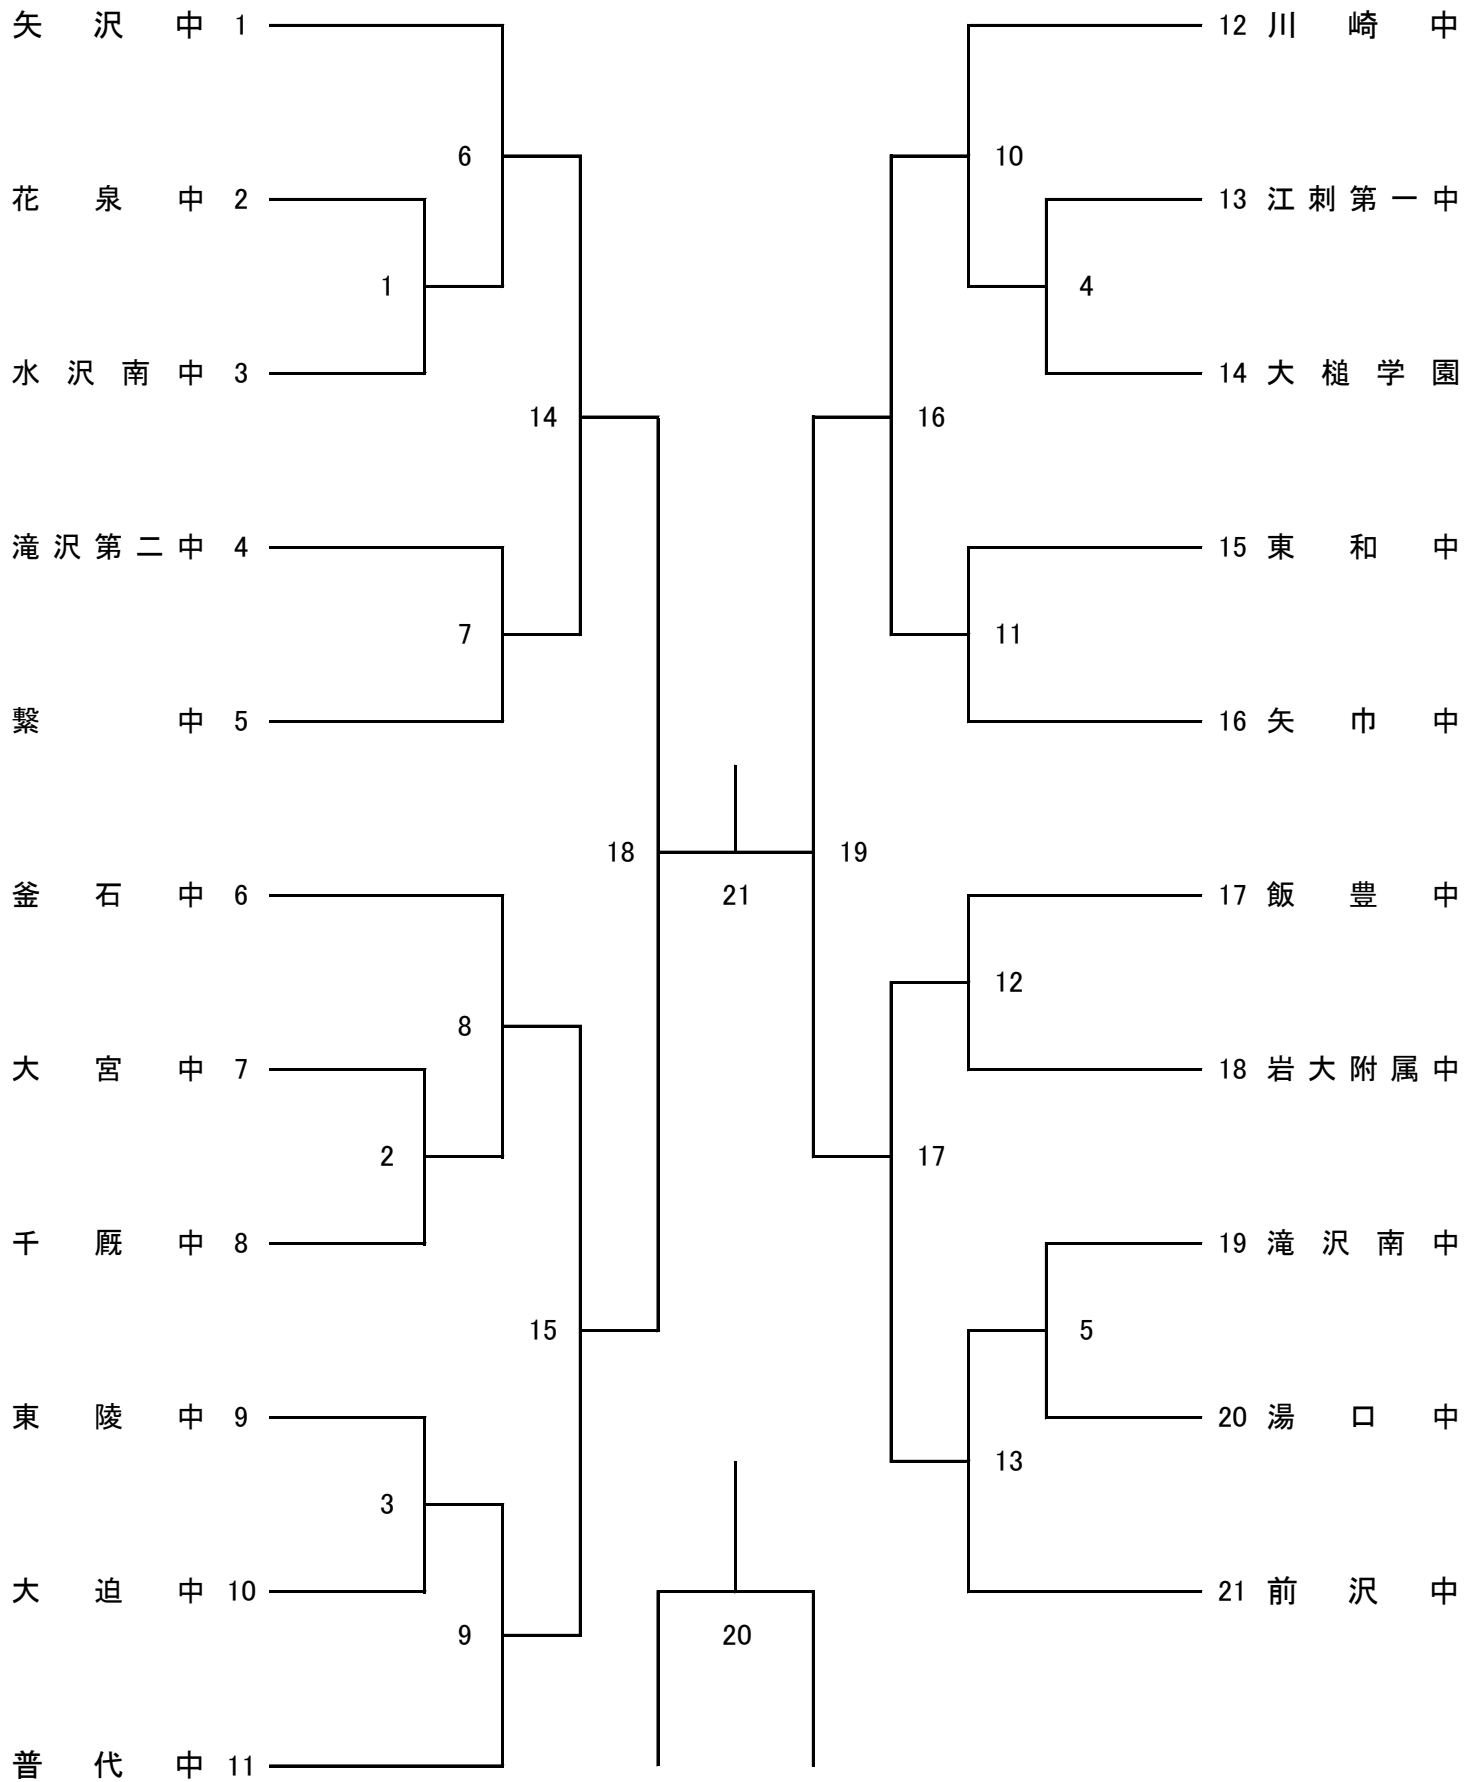 矢沢中 1
12 川崎中
6
10
花泉中 2
13 江刺第一中
1
4
水沢南中 3
14 大槌学園
14
16
滝沢第二中 4
15 東和中
7
11
繋中 5
16 矢巾中
18
19
釜石中 6
21
17 飯豊中
12
8
大宮中 7
18 岩大附属中
2
17
千厩中 8
19 滝沢南中
15
5
東陵中 9
20 湯口中
13
3
大迫中 10
21 前沢中
9
20
普代中 11